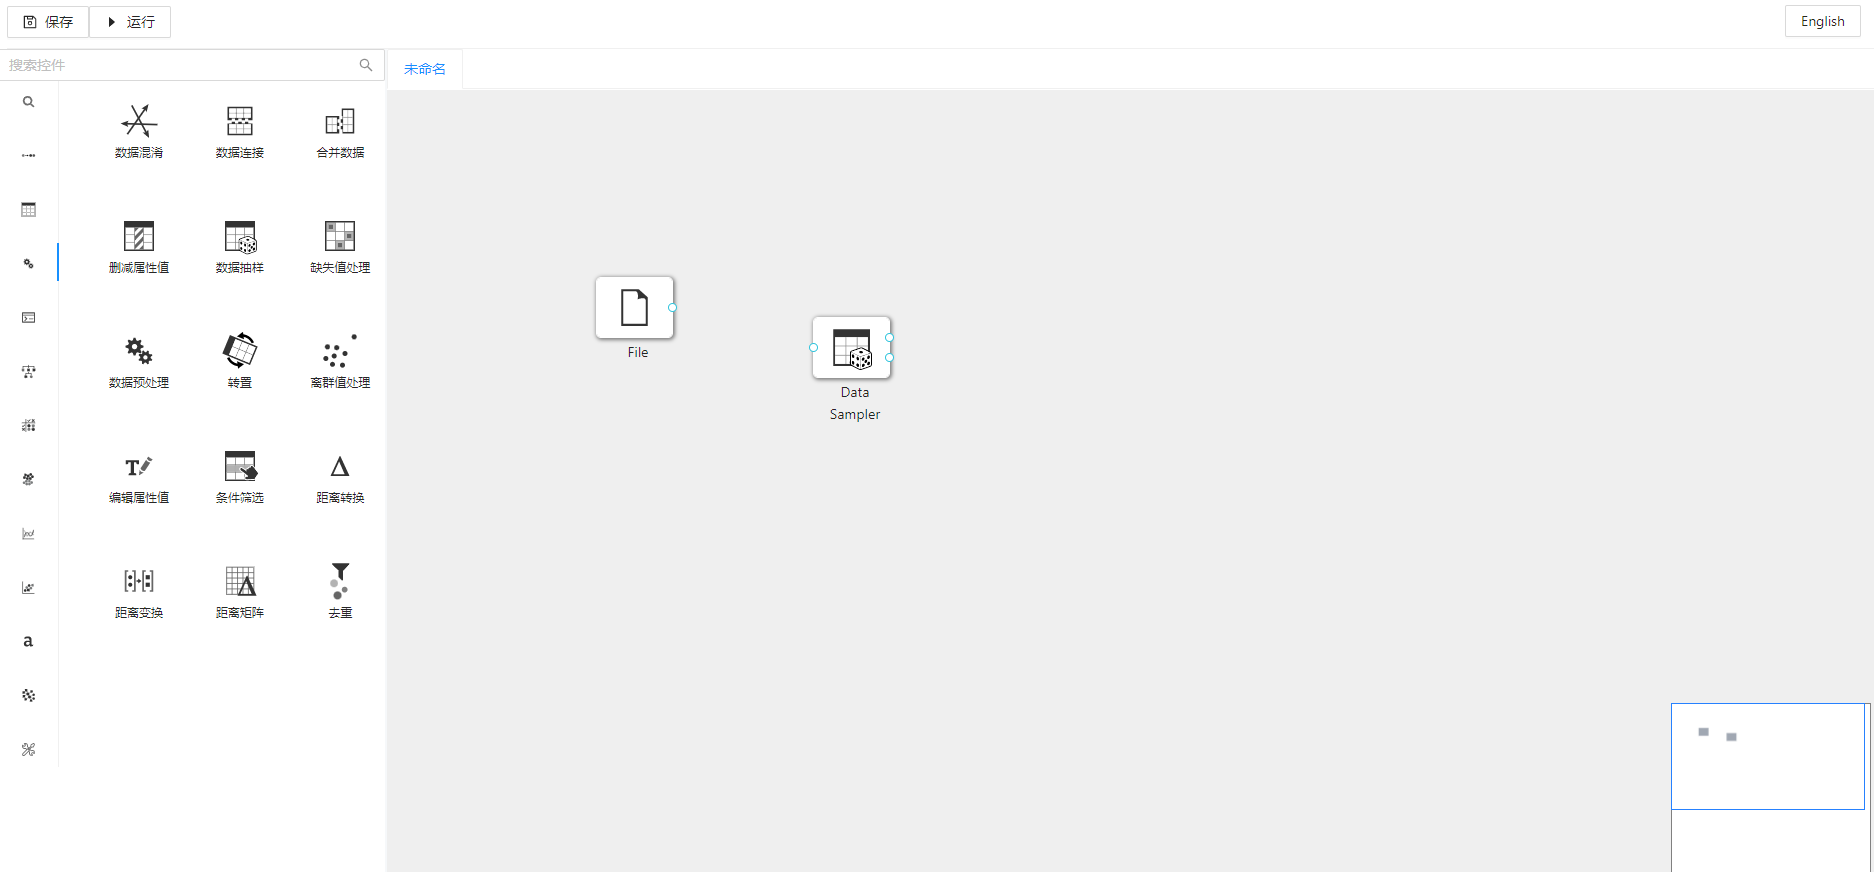 保存
运行
English
搜索控件
未命名
数据混淆
数据连接
合并数据
删减属性值
数据抽样
缺失值处理
数据预处理
转置
离群值处理
编辑属性值
条件筛选
距离转换
距离变换
距离矩阵
去重
a
File
Data
Sampler